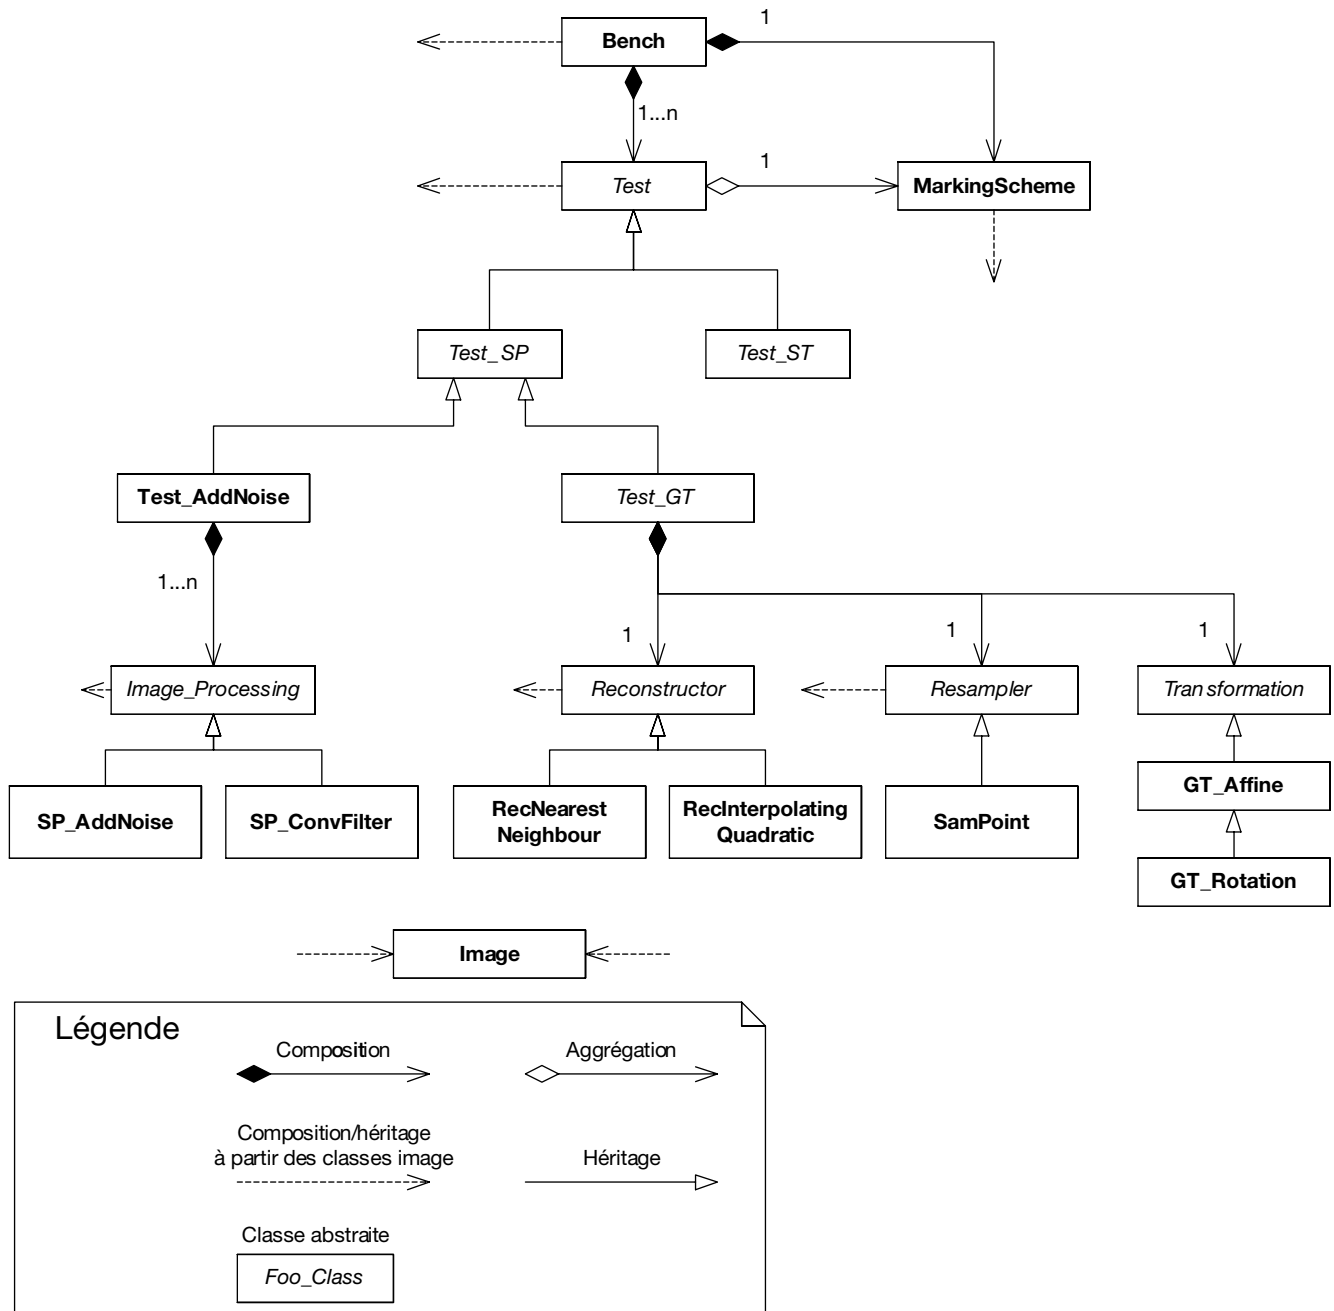 1
Bench
1...n
1
Test
MarkingScheme
Test_SP
Test_ST
Test_AddNoise
Test_GT
1...n
1
1
1
Image_Processing
Reconstructor
Resampler
Transformation
GT_Affine
SP_AddNoise
SP_ConvFilter
RecNearest
Neighbour
RecInterpolating
Quadratic
SamPoint
GT_Rotation
Image
Légende
Composition
Aggrégation
Composition/héritage
à partir des classes image
Héritage
Classe abstraite
Foo_Class